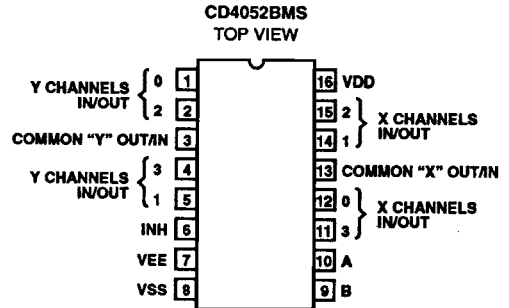 CD4052BMS
TOP VIEW
Y CHANNELS IN/OUT
0 1
2 2
COMMON "Y" OUT/IN 3
Y CHANNELS IN/OUT
3 4
1 5
INH 6
VEE 7
VSS 8
16 VDD
15 2
14 1
X CHANNELS IN/OUT
13 COMMON "X" OUT/IN
12 0
11 3
X CHANNELS IN/OUT
10 A
9 B